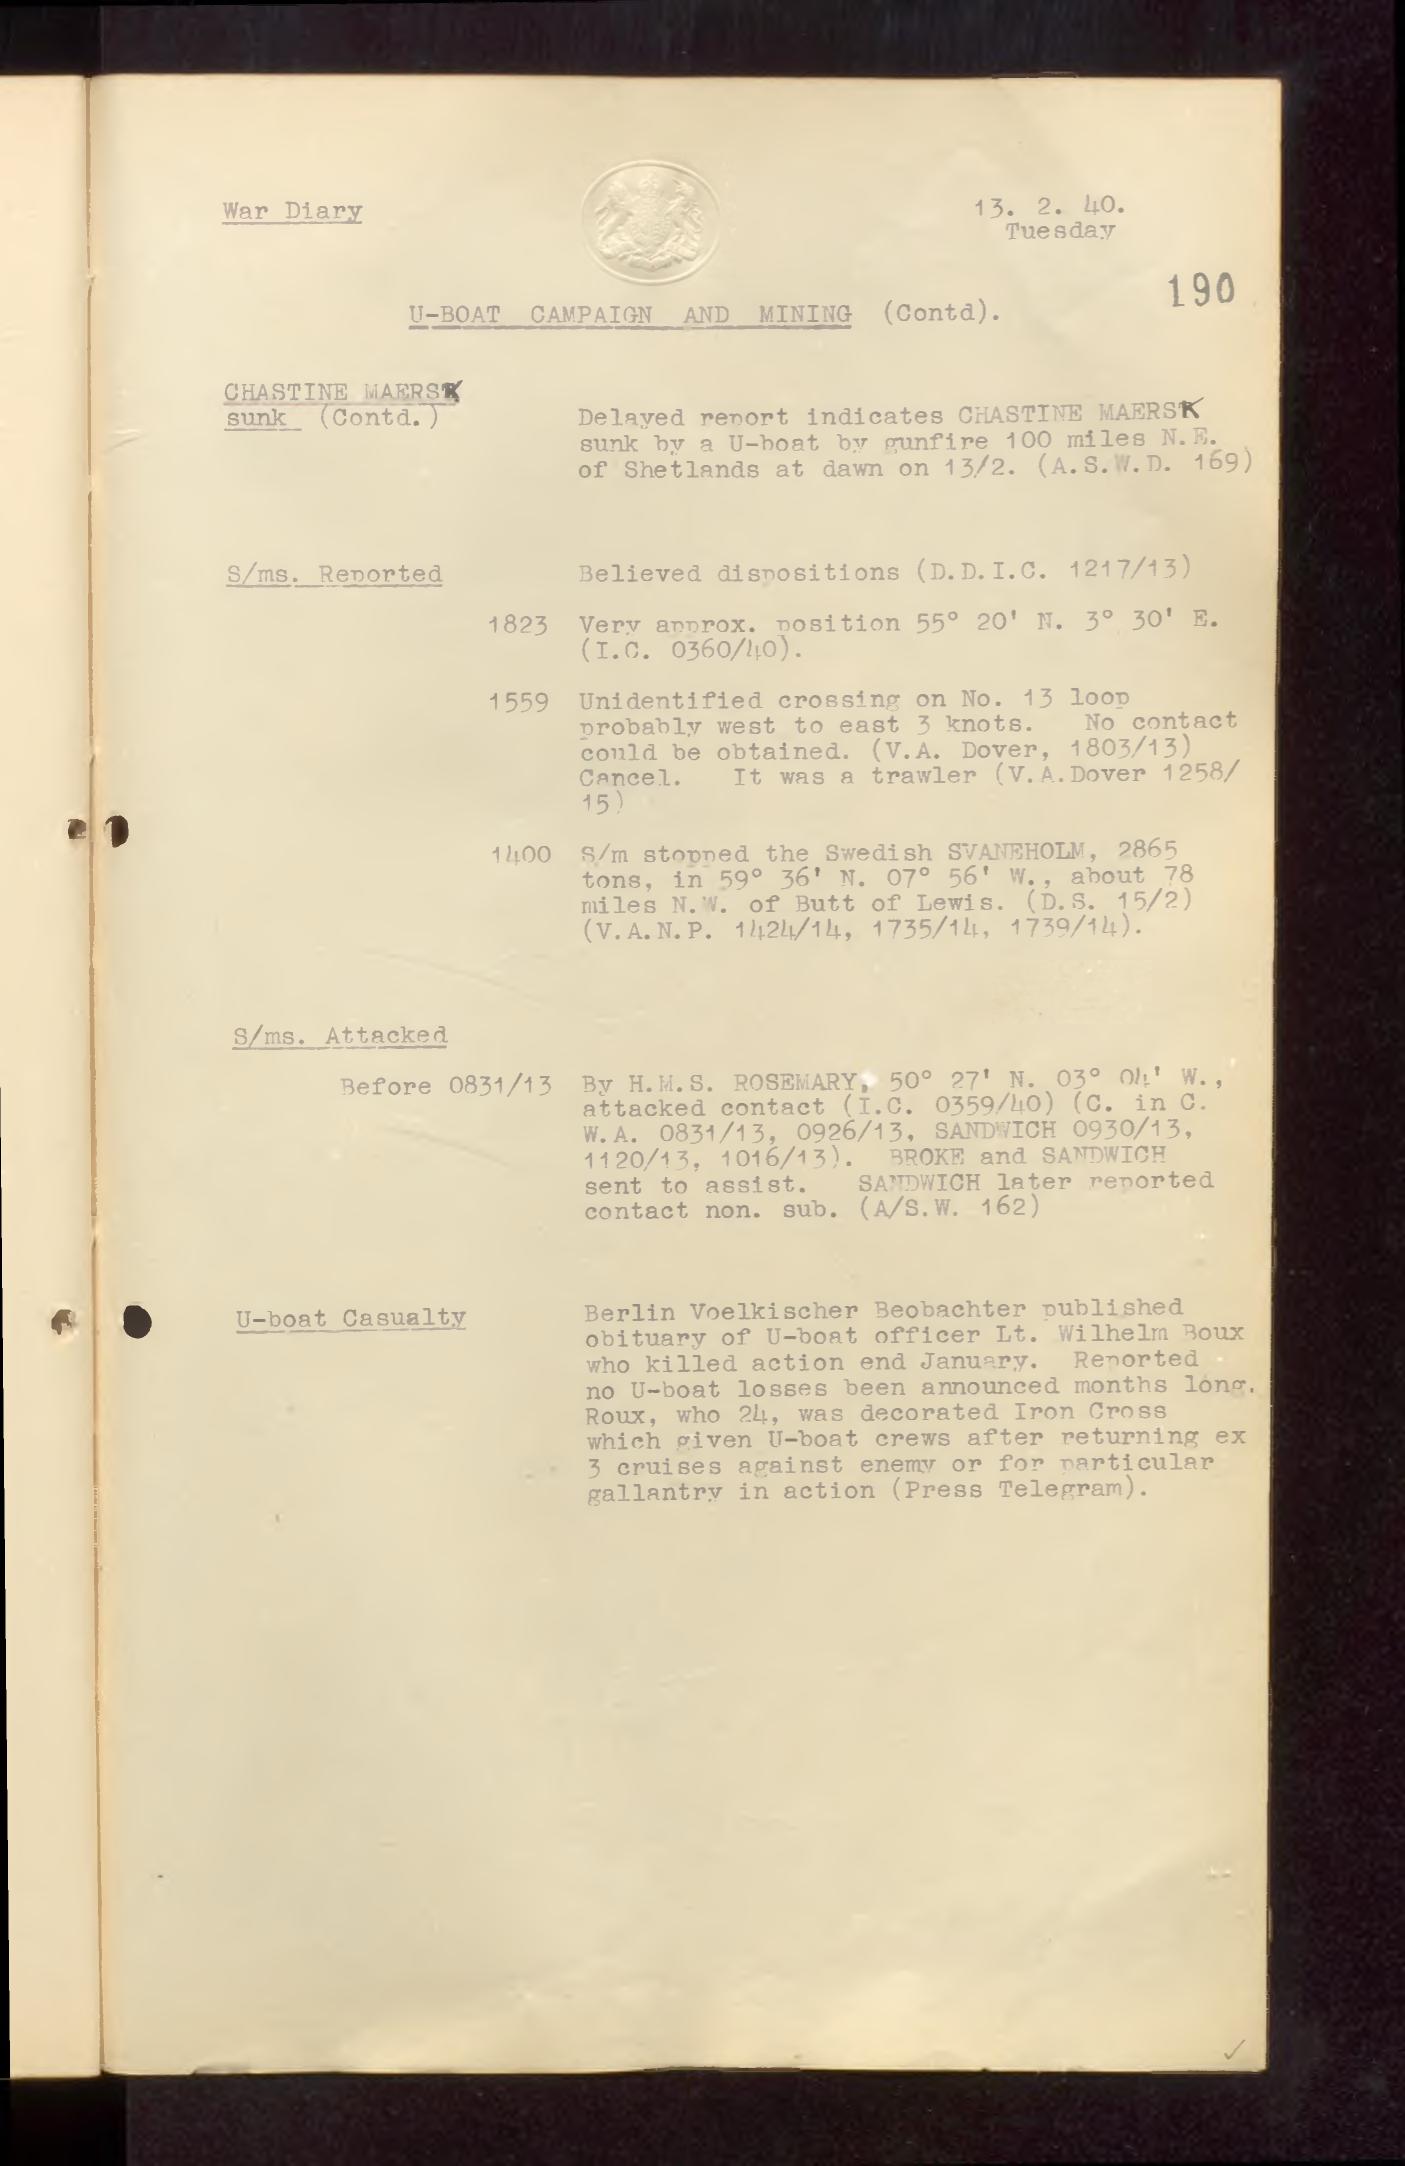 War Diary
13. 2. 40.
Tuesday
190
U-BOAT CAMPAIGN AND MINING (Contd).
CHASTINE MAERSK
sunk (Contd.)
Delayed report indicates CHASTINE MAERSK
sunk by a U-boat by gunfire 100 miles N.E.
of Shetlands at dawn on 13/2. (A.S.W.D. 169)
S/ms. Reported
Believed dispositions (D.D.I.C. 1217/13)
1823 Very approx. position 55° 20' N. 3° 30' E.
(I.C. 0360/40).
1559 Unidentified crossing on No. 13 loop
probably west to east 3 knots. No contact
could be obtained. (V.A. Dover, 1803/13)
Cancel. It was a trawler (V.A.Dover 1258/
15)
1400 S/m stopped the Swedish SVANEHOLM, 2865
tons, in 59° 36' N. 07° 56' W., about 78
miles N.W. of Butt of Lewis. (D.S. 15/2)
(V.A.N.P. 1424/14, 1735/14, 1739/14).
S/ms. Attacked
Before 0831/13 By H.M.S. ROSEMARY, 50° 27' N. 03° 04' W.,
attacked contact (I.C. 0359/40) (C. in C.
W.A. 0831/13, 0926/13, SANDWICH 0930/13,
1120/13, 1016/13). BROKE and SANDWICH
sent to assist. SANDWICH later reported
contact non. sub. (A/S.W. 162)
U-boat Casualty
Berlin Voelkischer Beobachter published
obituary of U-boat officer Lt. Wilhelm Boux
who killed action end January. Reported
no U-boat losses been announced months long.
Roux, who 24, was decorated Iron Cross
which given U-boat crews after returning ex
3 cruises against enemy or for particular
gallantry in action (Press Telegram).